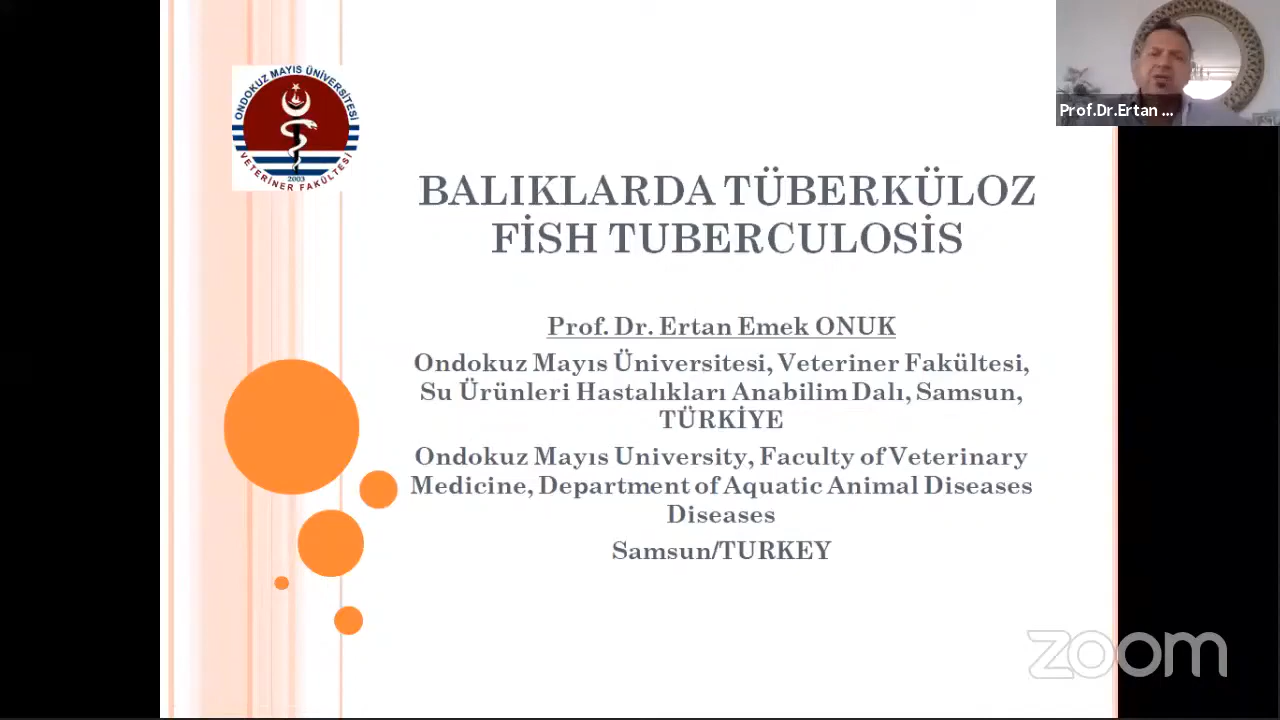 ONDOKUZ MAYIS ÜNİVERSİTESİ
VETERİNER FAKÜLTESİ
2003
Prof.Dr.Ertan ...
BALIKLARDA TÜBERKÜLOZ
FİSH TUBERCULOSİS
Prof. Dr. Ertan Emek ONUK
Ondokuz Mayıs Üniversitesi, Veteriner Fakültesi,
Su Ürünleri Hastalıkları Anabilim Dalı, Samsun,
TÜRKİYE
Ondokuz Mayıs University, Faculty of Veterinary
Medicine, Department of Aquatic Animal Diseases
Diseases
Samsun/TURKEY
zoom